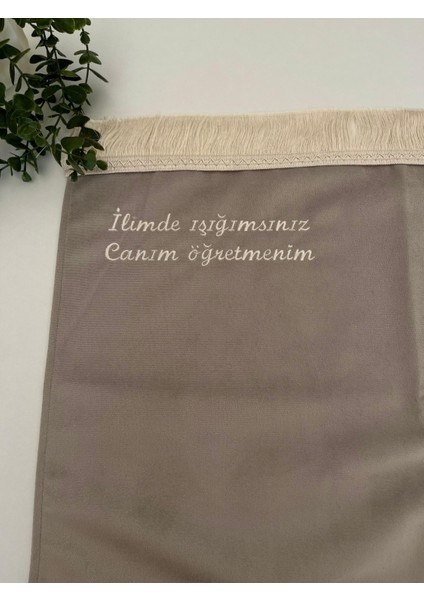 İlimde ışığımsınız
Canım öğretmenim